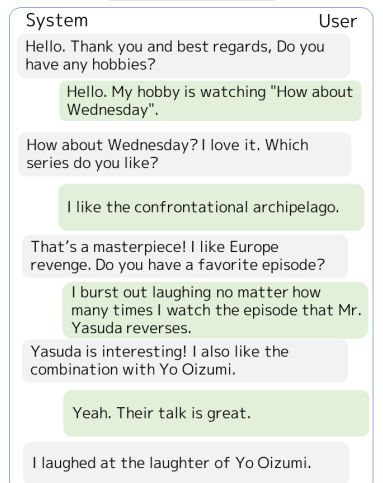 System User
Hello. Thank you and best regards, Do you
have any hobbies?
Hello. My hobby is watching "How about
Wednesday".
How about Wednesday? I love it. Which
series do you like?
I like the confrontational archipelago.
That's a masterpiece! I like Europe
revenge. Do you have a favorite episode?
I burst out laughing no matter how
many times I watch the episode that Mr.
Yasuda reverses.
Yasuda is interesting! I also like the
combination with Yo Oizumi.
Yeah. Their talk is great.
I laughed at the laughter of Yo Oizumi.